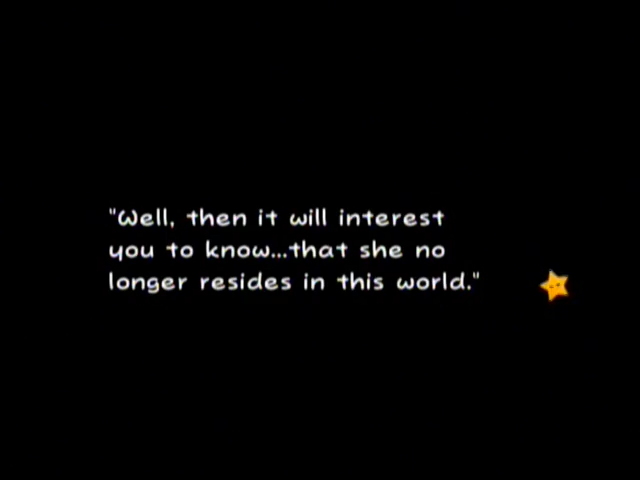 "Well, then it will interest
you to know...that she no
longer resides in this world."